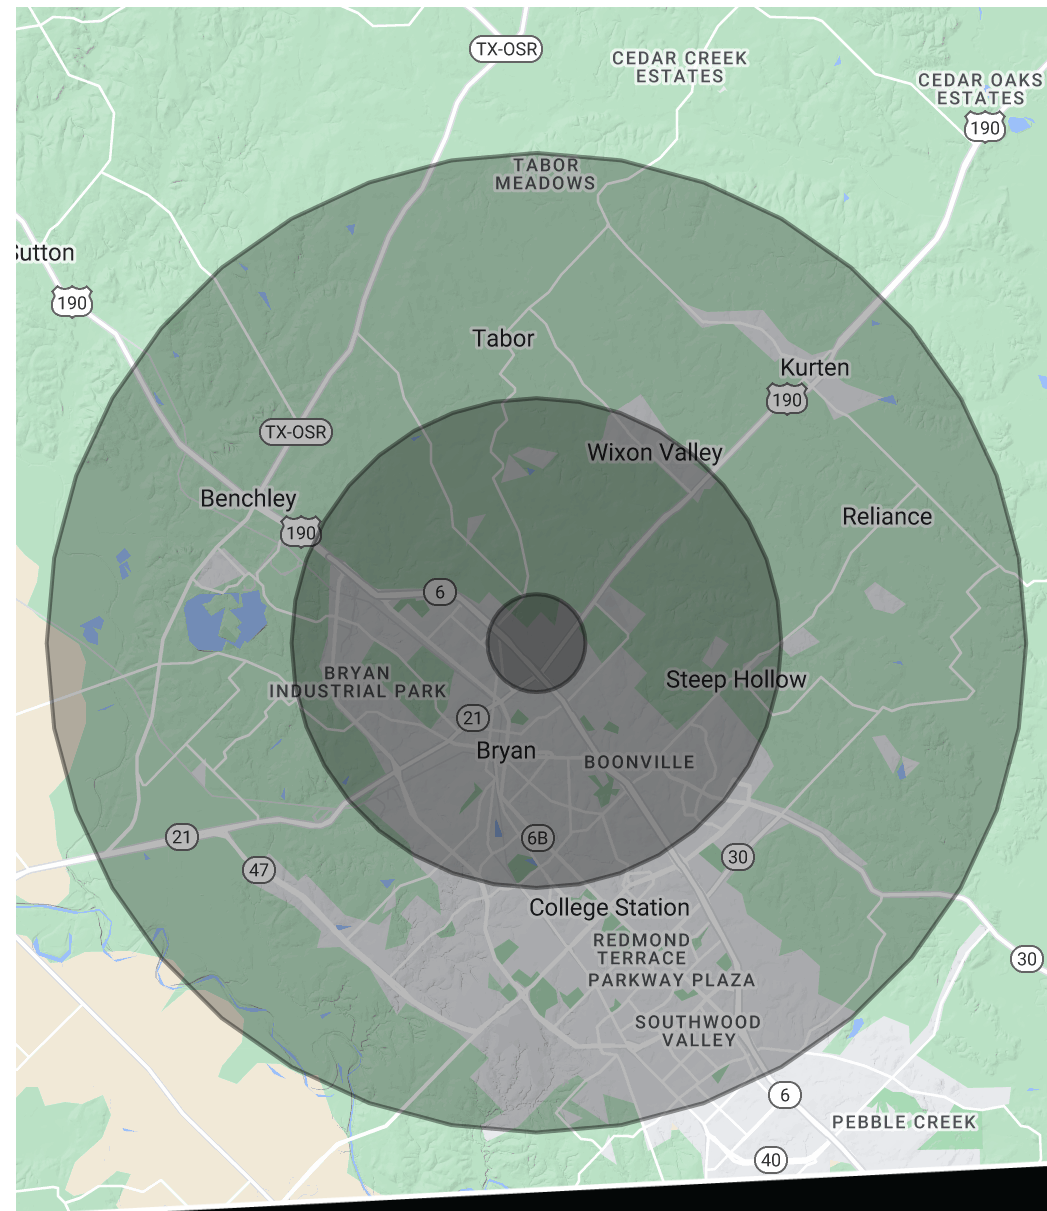 TX-OSR
CEDAR CREEK
ESTATES
CEDAR OAKS
ESTATES
190
TABOR
MEADOWS
Sutton
190
Tabor
Kurten
190
TX-OSR
Wixon Valley
Benchley
Reliance
190
6
BRYAN
INDUSTRIAL PARK
Steep Hollow
21
Bryan
BOONVILLE
21
6B
30
47
College Station
REDMOND
TERRACE
30
PARKWAY PLAZA
SOUTHWOOD
VALLEY
6
PEBBLE CREEK
40